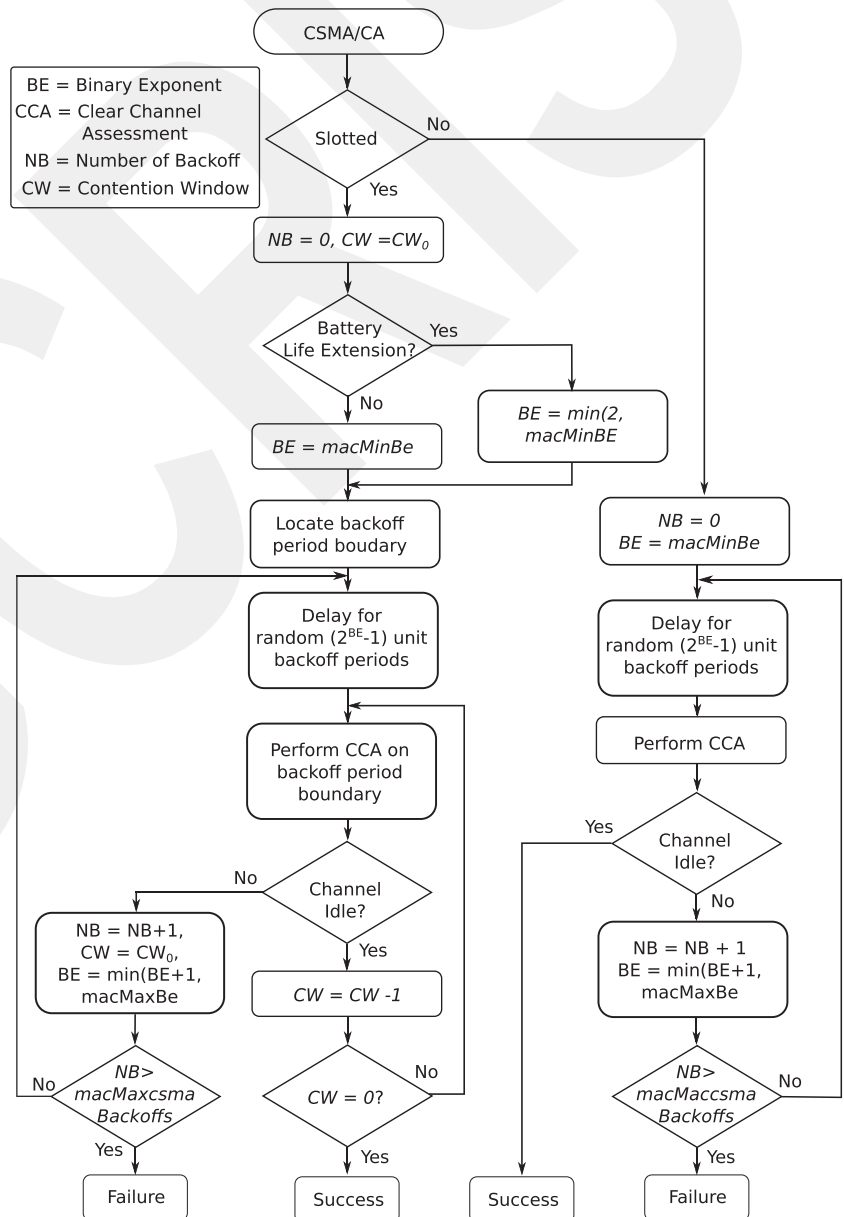 CSMA/CA
BE = Binary Exponent
CCA = Clear Channel
Assessment
NB = Number of Backoff
CW = Contention Window
Slotted
No
Yes
NB = 0, CW =CW₀
Battery
Life Extension?
Yes
No
BE = min(2,
macMinBE
BE = macMinBe
Locate backoff
period boudary
NB = 0
BE = macMinBe
Delay for
random (2ᴮᴱ-1) unit
backoff periods
Delay for
random (2ᴮᴱ-1) unit
backoff periods
Perform CCA on
backoff period
boundary
Perform CCA
Channel
Idle?
Yes
No
Channel
Idle?
No
Yes
NB = NB+1,
CW = CW₀,
BE = min(BE+1,
macMaxBe
CW = CW -1
NB = NB + 1
BE = min(BE+1,
macMaxBe
NB>
macMaxcsma
Backoffs
No
Yes
CW = 0?
No
Yes
NB>
macMaccsma
Backoffs
No
Yes
Failure
Success
Success
Failure